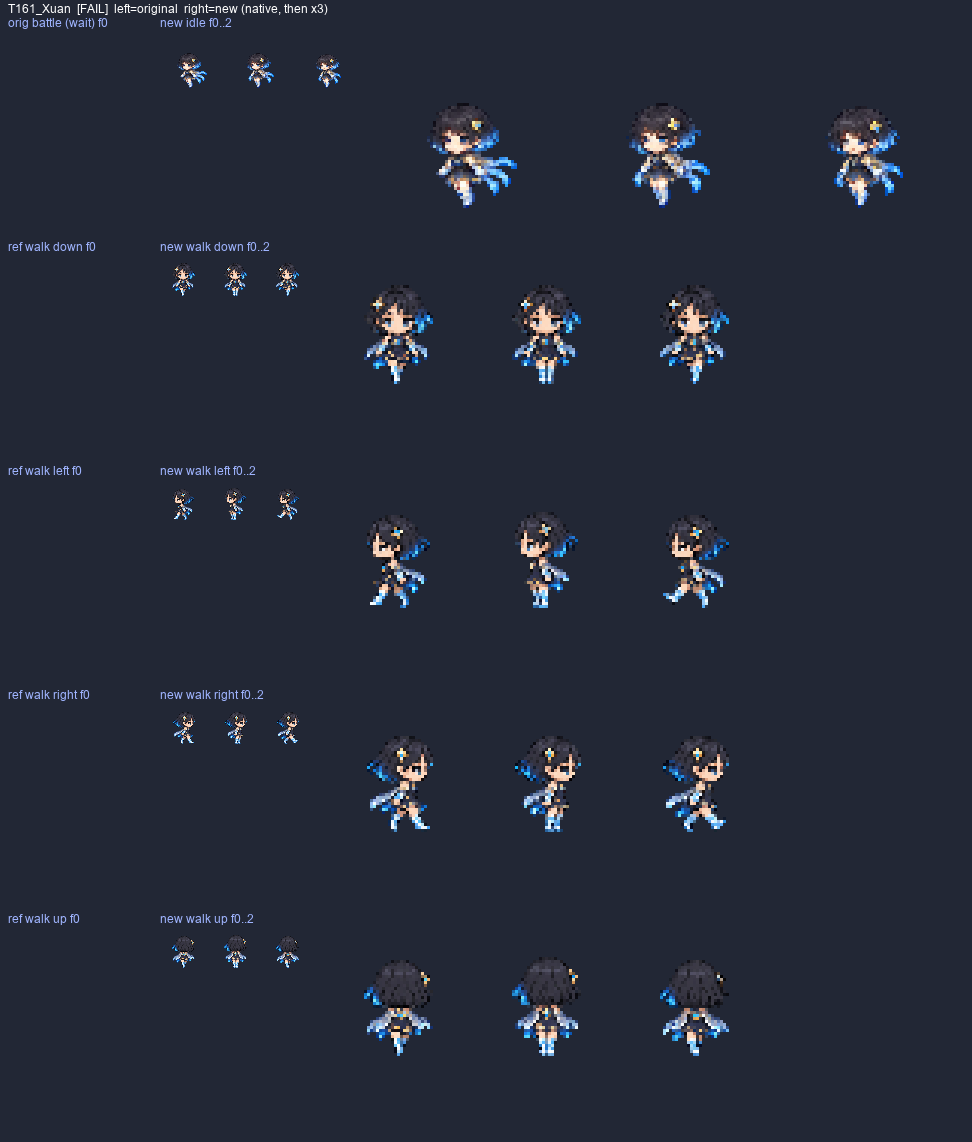 T161_Xuan  [FAIL]  left=original  right=new (native, then x3)
orig battle (wait) f0
new idle f0..2
ref walk down f0
new walk down f0..2
ref walk left f0
new walk left f0..2
ref walk right f0
new walk right f0..2
ref walk up f0
new walk up f0..2